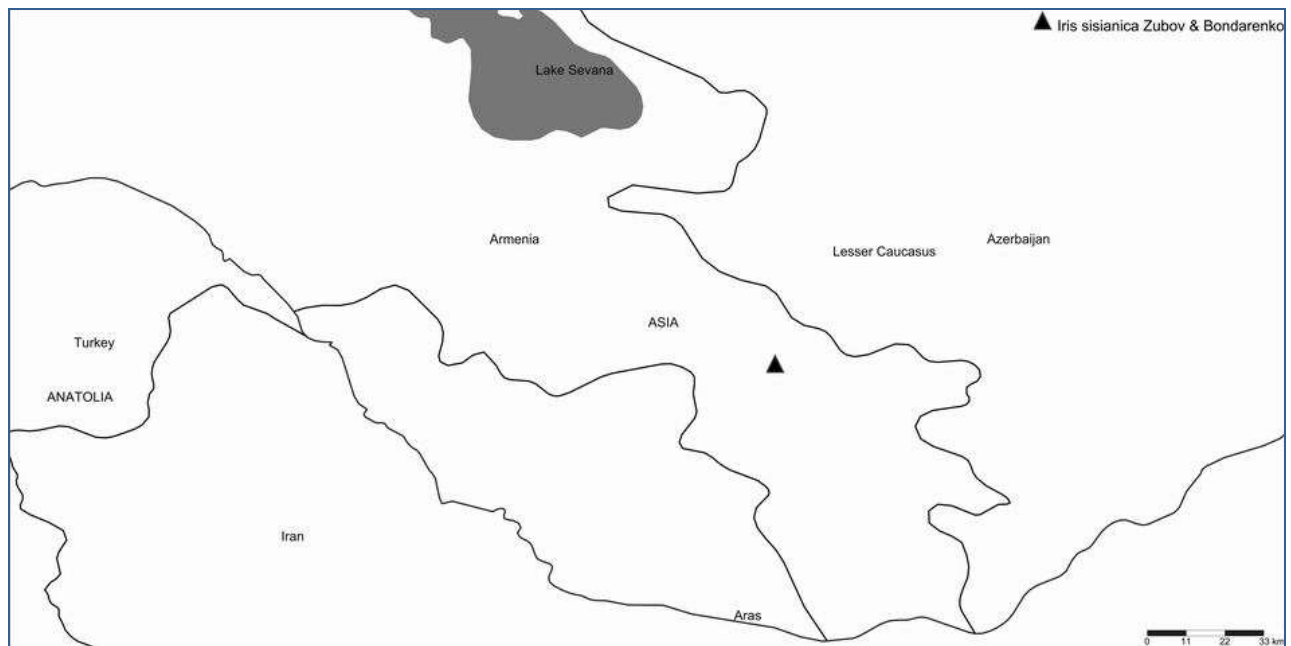 Iris sisianica Zubov & Bondarenko
Lake Sevana
Armenia
Azerbaijan
Lesser Caucasus
ASIA
Turkey
ANATOLIA
Iran
Aras
0 11 22 33 km